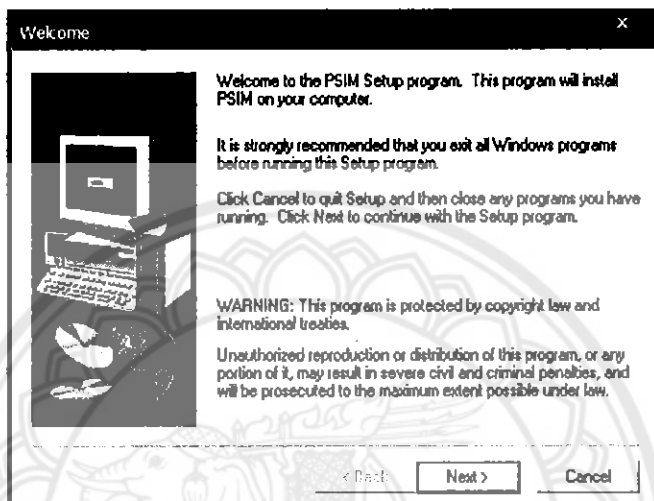 Welcome
x
Welcome to the PSIM Setup program. This program will install
PSIM on your computer.
It is strongly recommended that you exit all Windows programs
before running this Setup program.
Click Cancel to quit Setup and then close any programs you have
running. Click Next to continue with the Setup program.
WARNING: This program is protected by copyright law and
international treaties.
Unauthorized reproduction or distribution of this program, or any
portion of it, may result in severe civil and criminal penalties, and
will be prosecuted to the maximum extent possible under law.
< Back
Next >
Cancel